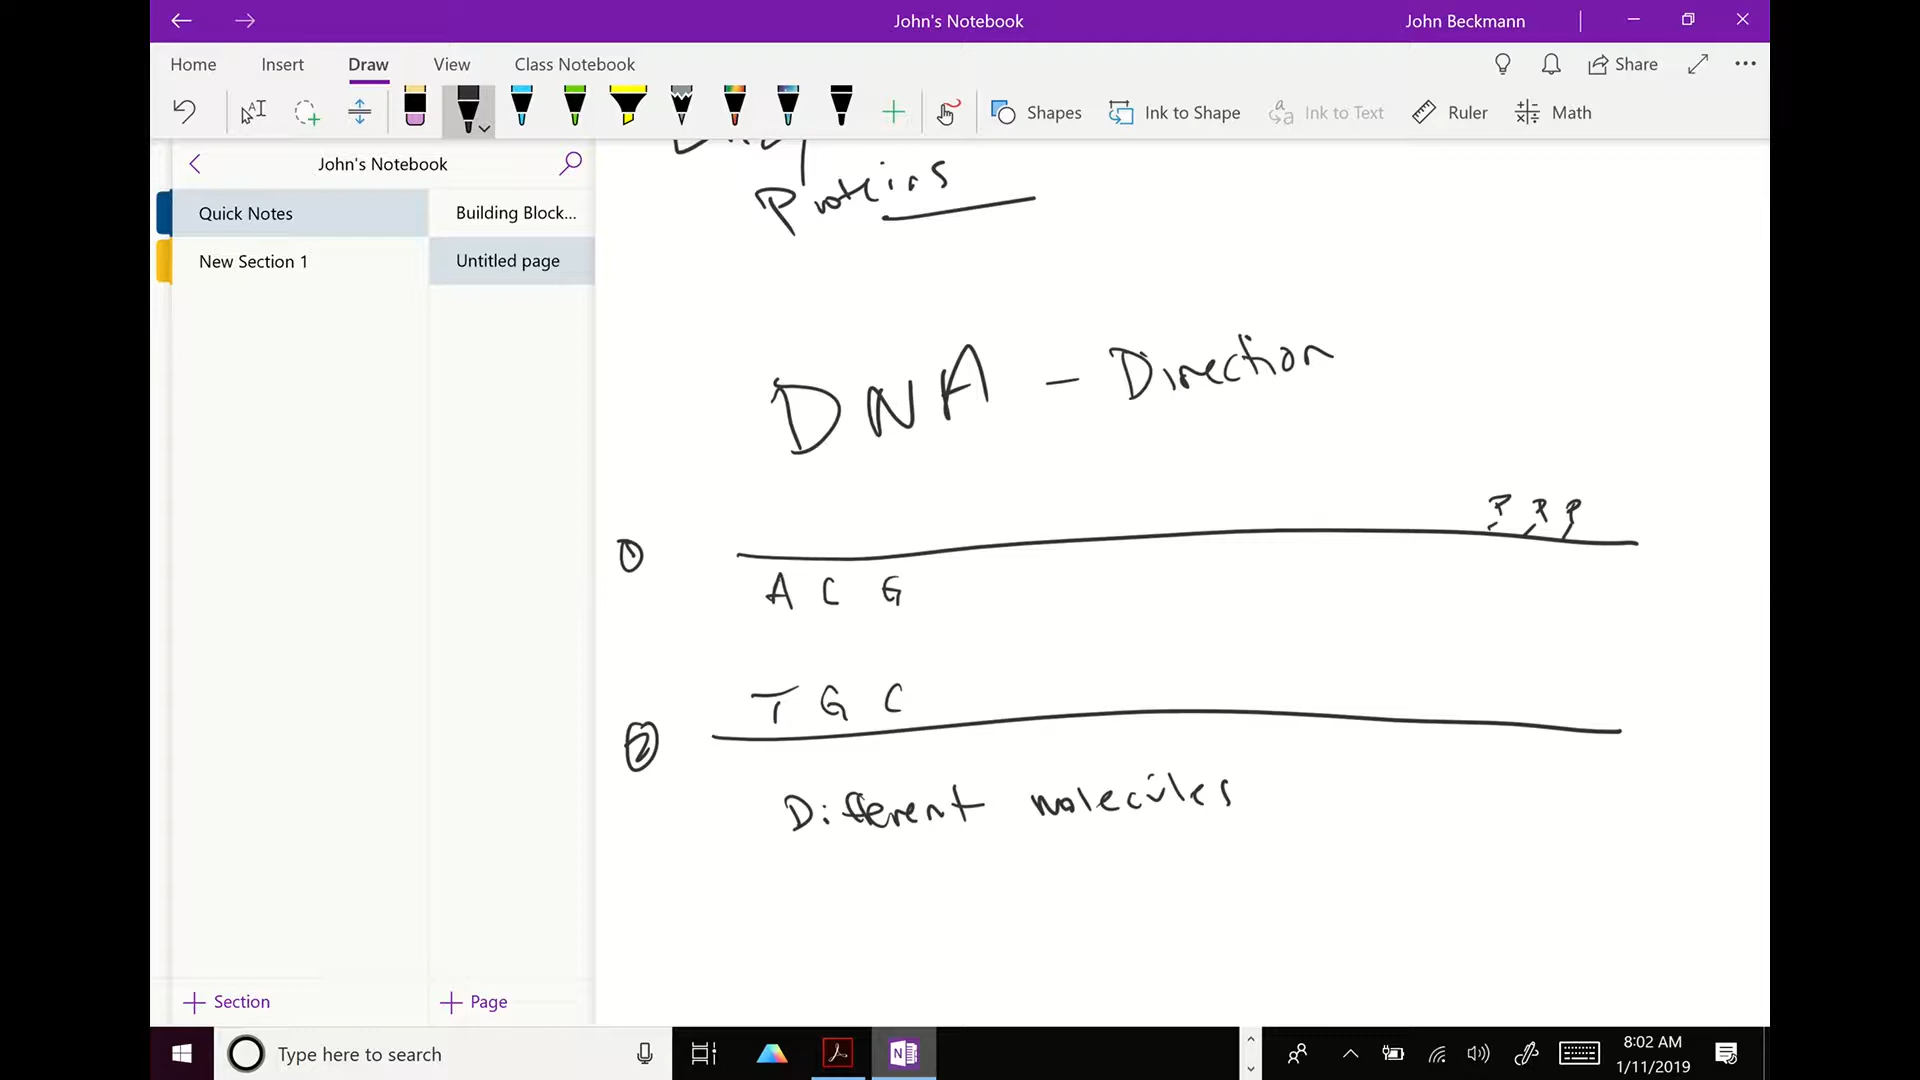 John's Notebook
John Beckmann
Home Insert Draw View Class Notebook
Share
Shapes Ink to Shape Ink to Text Ruler Math
John's Notebook
Quick Notes
New Section 1
Building Block...
Untitled page
Proteins
DNA - Direction
P P P
1
A C G
T G C
2
Different molecules
Section
Page
Type here to search
8:02 AM
1/11/2019